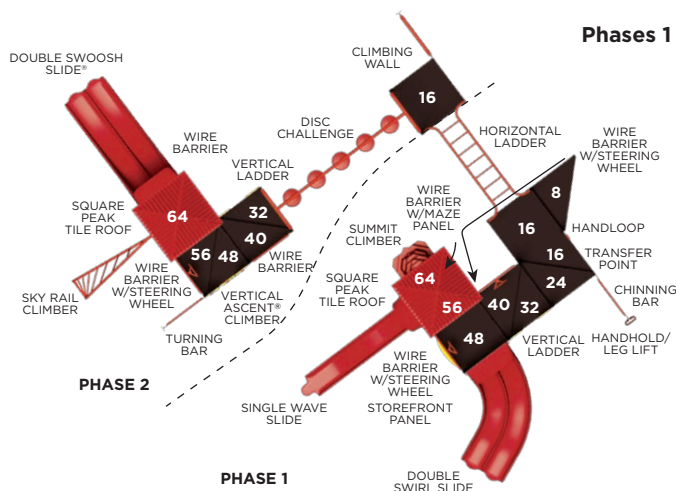 Phases 1
DOUBLE SWOOSH
SLIDE®
CLIMBING
WALL
16
DISC
CHALLENGE
HORIZONTAL
LADDER
WIRE
BARRIER
W/STEERING
WHEEL
WIRE
BARRIER
VERTICAL
LADDER
SQUARE
PEAK
TILE ROOF
64
32
56
48
40
WIRE
BARRIER
W/STEERING
WHEEL
WIRE
BARRIER
SKY RAIL
CLIMBER
VERTICAL
ASCENT®
CLIMBER
TURNING
BAR
PHASE 2
WIRE
BARRIER
W/MAZE
PANEL
8
16
HANDLOOP
SUMMIT
CLIMBER
SQUARE
PEAK
TILE ROOF
64
56
40
48
32
16
24
TRANSFER
POINT
CHINNING
BAR
HANDHOLD/
LEG LIFT
VERTICAL
LADDER
WIRE
BARRIER
W/STEERING
WHEEL
STOREFRONT
PANEL
SINGLE WAVE
SLIDE
PHASE 1
DOUBLE
SWIRL SLIDE